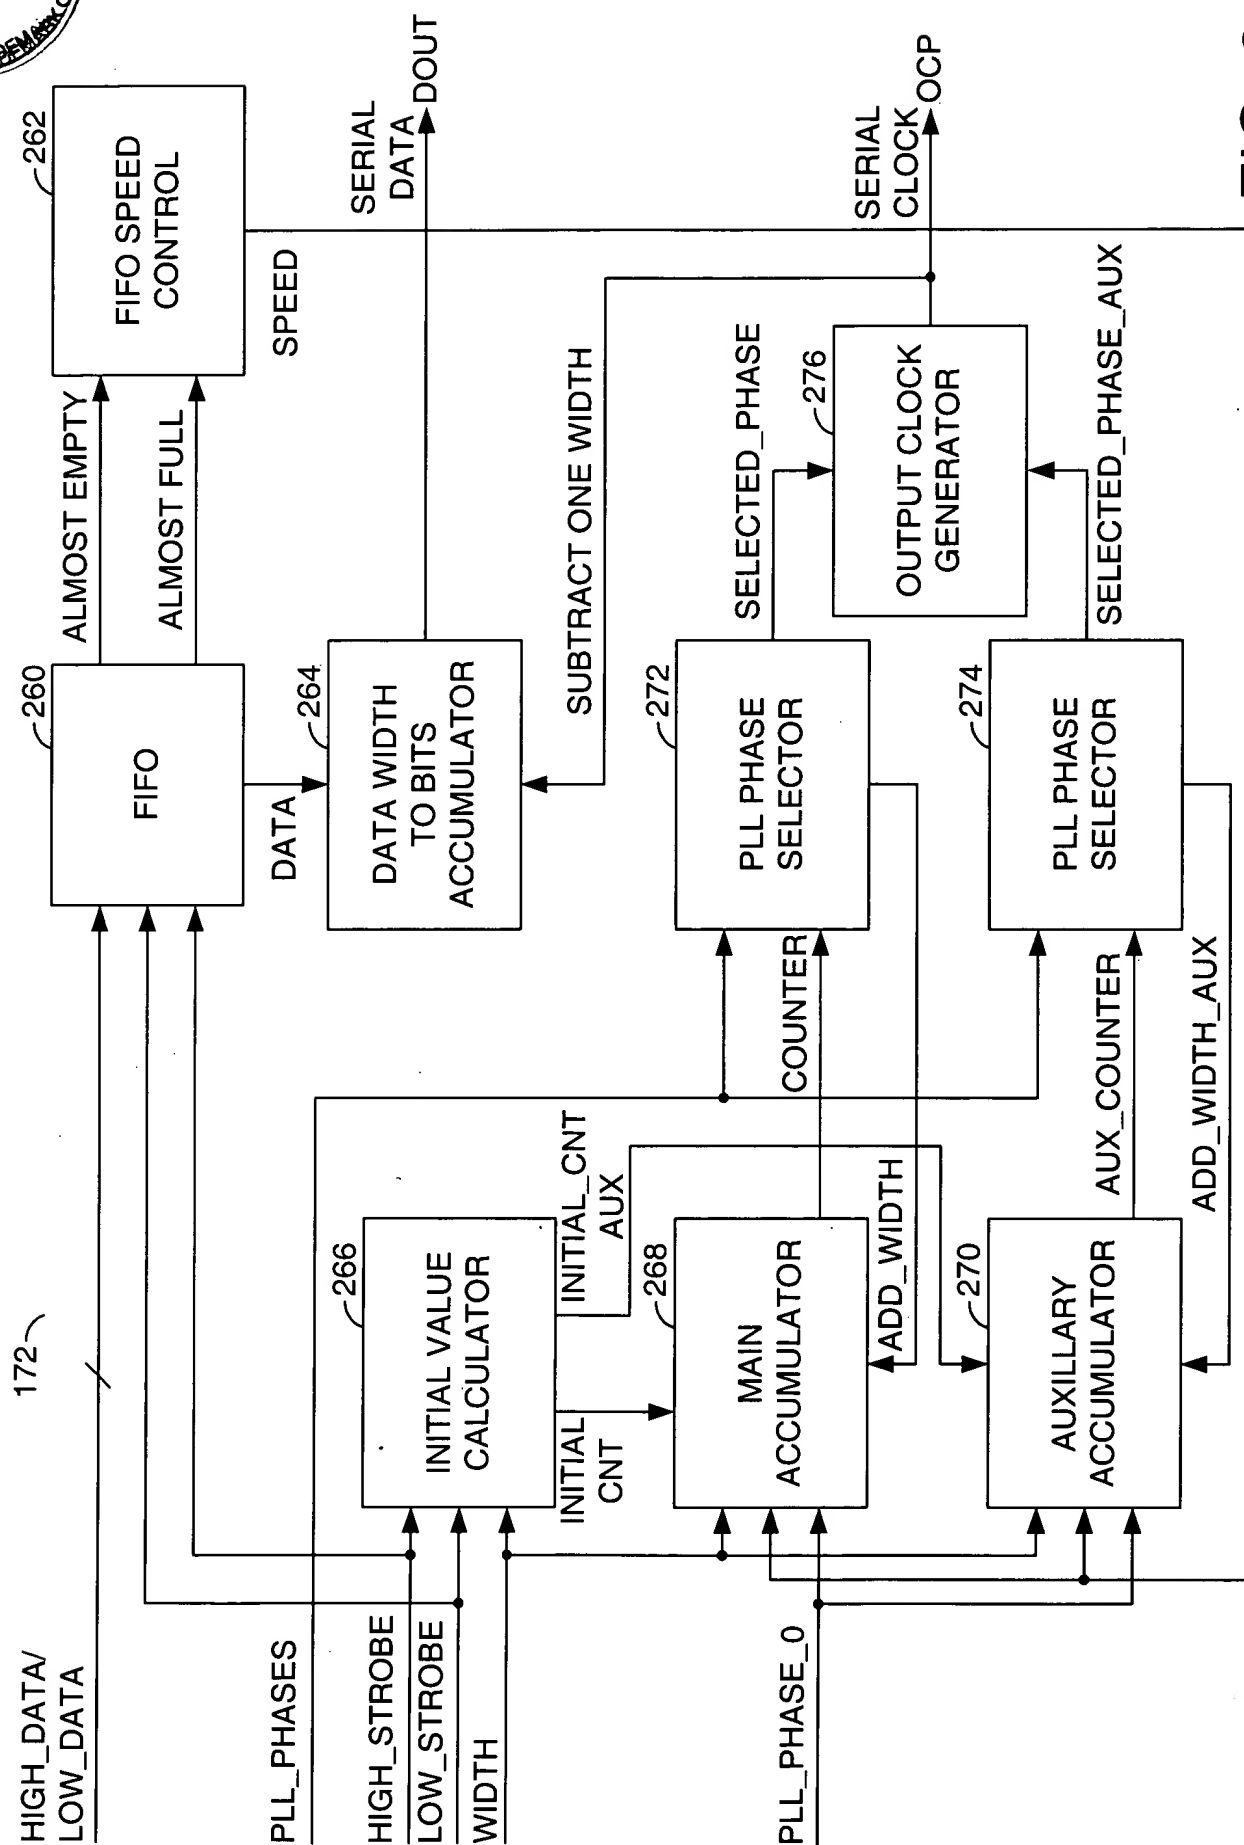 HIGH_DATA/
LOW_DATA
172
260
FIFO
ALMOST EMPTY
ALMOST FULL
262
FIFO SPEED
CONTROL
SPEED
DATA
264
DATA WIDTH
TO BITS
ACCUMULATOR
SERIAL
DATA
DOUT
PLL_PHASES
HIGH_STROBE
LOW_STROBE
WIDTH
266
INITIAL VALUE
CALCULATOR
INITIAL_CNT
AUX
INITIAL
CNT
SUBTRACT ONE WIDTH
268
MAIN
ACCUMULATOR
ADD_WIDTH
COUNTER
272
PLL PHASE
SELECTOR
SELECTED_PHASE
276
OUTPUT CLOCK
GENERATOR
SERIAL
CLOCK
OCP
PLL_PHASE_0
270
AUXILLARY
ACCUMULATOR
AUX_COUNTER
ADD_WIDTH_AUX
274
PLL PHASE
SELECTOR
SELECTED_PHASE_AUX